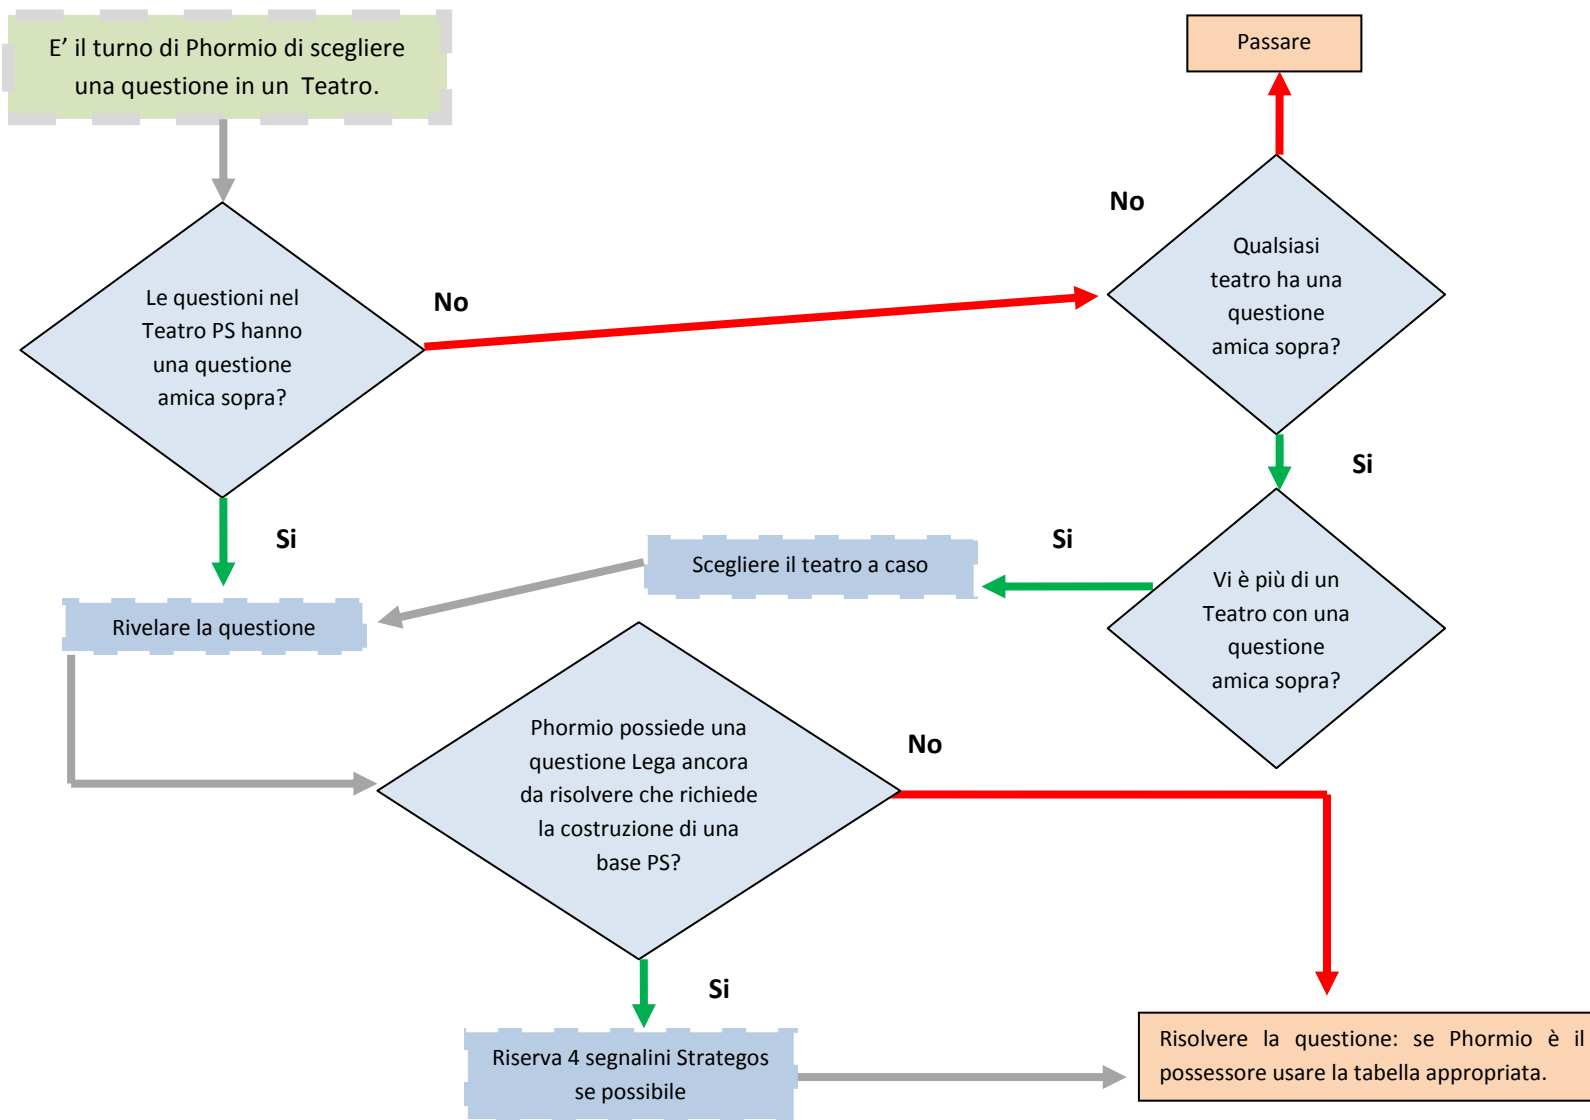 E’ il turno di Phormio di scegliere
una questione in un Teatro.
Passare
No
Qualsiasi
teatro ha una
questione
amica sopra?
Le questioni nel
Teatro PS hanno
una questione
amica sopra?
No
Si
Si
Scegliere il teatro a caso
Si
Vi è più di un
Teatro con una
questione
amica sopra?
Rivelare la questione
Phormio possiede una
questione Lega ancora
da risolvere che richiede
la costruzione di una
base PS?
No
Si
Riserva 4 segnalini Strategos
se possibile
Risolvere la questione: se Phormio è il
possessore usare la tabella appropriata.